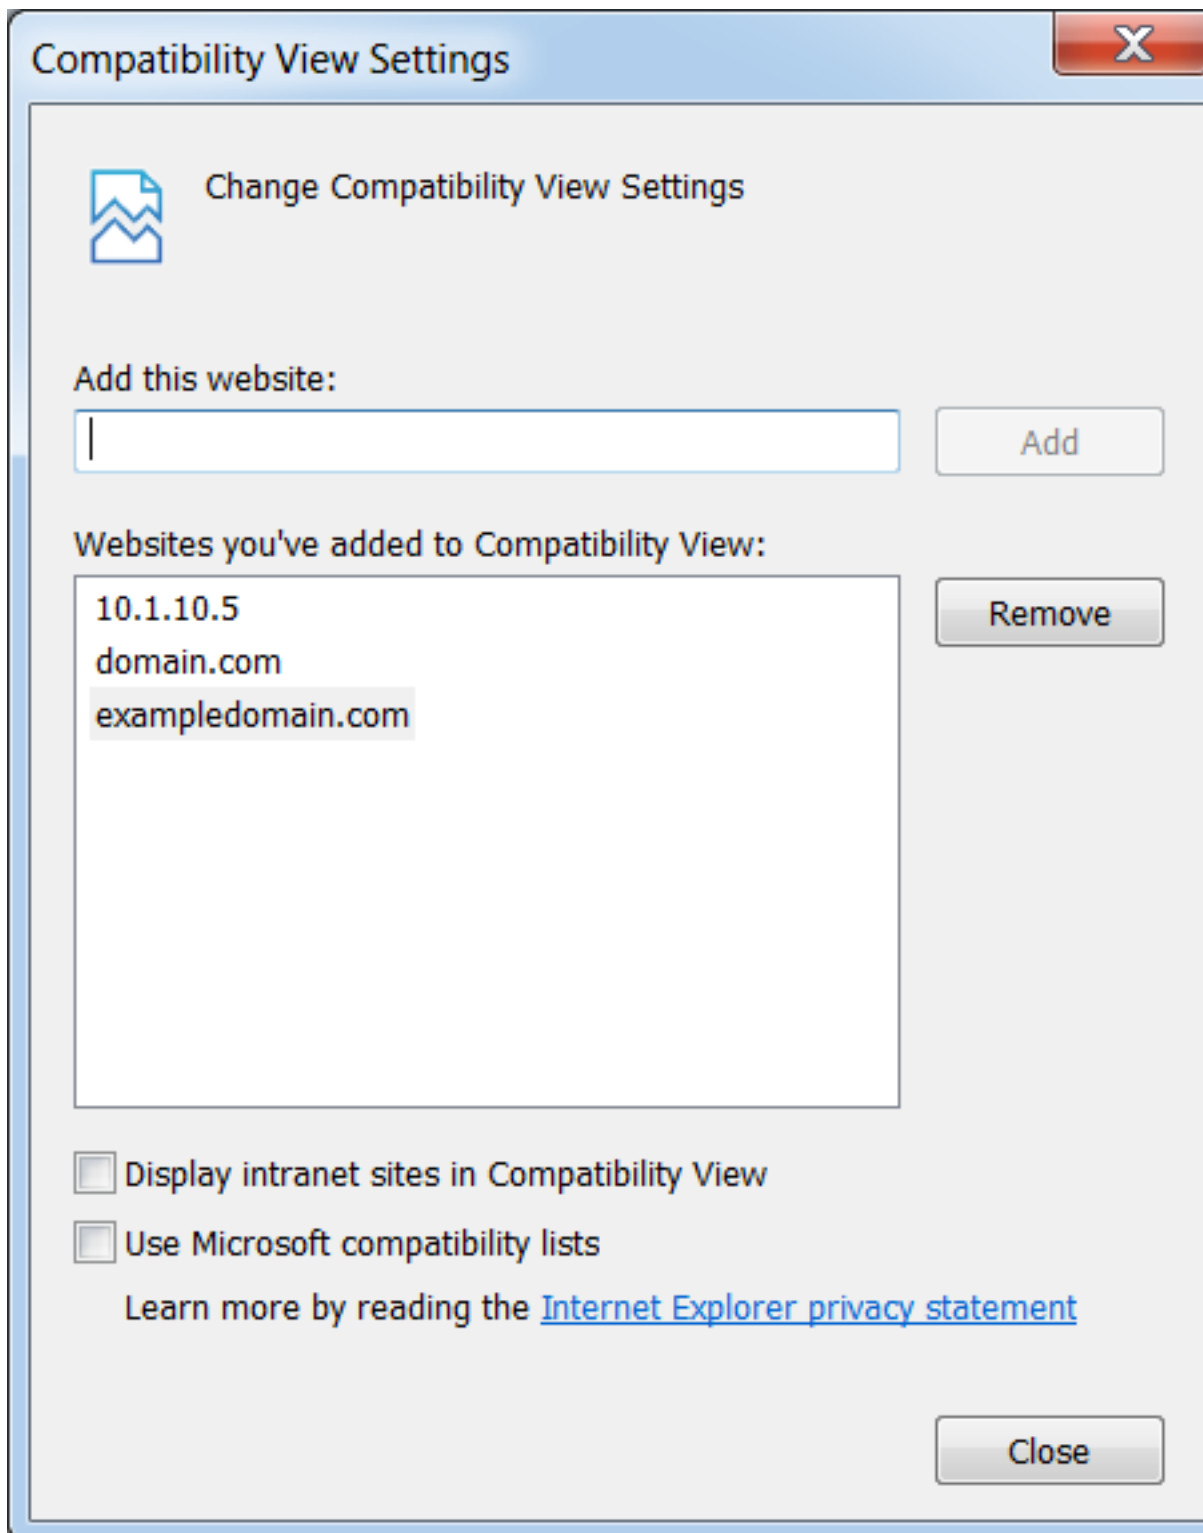 Compatibility View Settings
Change Compatibility View Settings
Add this website:
Add
Websites you've added to Compatibility View:
10.1.10.5
Remove
domain.com
exampledomain.com
Display intranet sites in Compatibility View
Use Microsoft compatibility lists
Learn more by reading the Internet Explorer privacy statement
Close